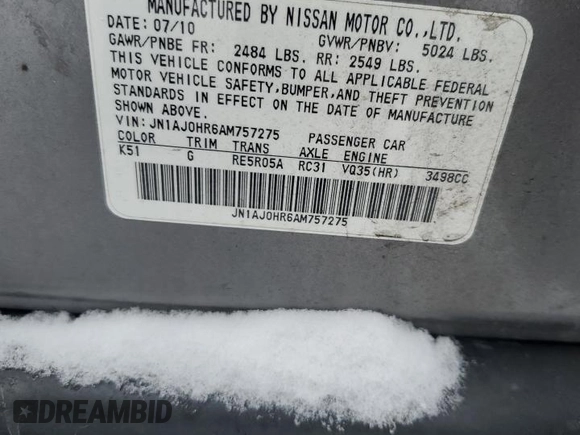 MANUFACTURED BY NISSAN MOTOR CO.,LTD.
DATE: 07/10 GVWR/PNBV: 5024 LBS.
GAWR/PNBE FR: 2484 LBS. RR: 2549 LBS.
THIS VEHICLE CONFORMS TO ALL APPLICABLE FEDERAL
MOTOR VEHICLE SAFETY,BUMPER,AND THEFT PREVENTION
STANDARDS IN EFFECT ON THE DATE OF MANUFACTURE
SHOWN ABOVE.
VIN: JN1AJ0HR6AM757275 PASSENGER CAR
COLOR TRIM TRANS AXLE ENGINE
K51 G RE5R05A RC31 VQ35(HR) 3498CC
JN1AJ0HR6AM757275
DREAMBID